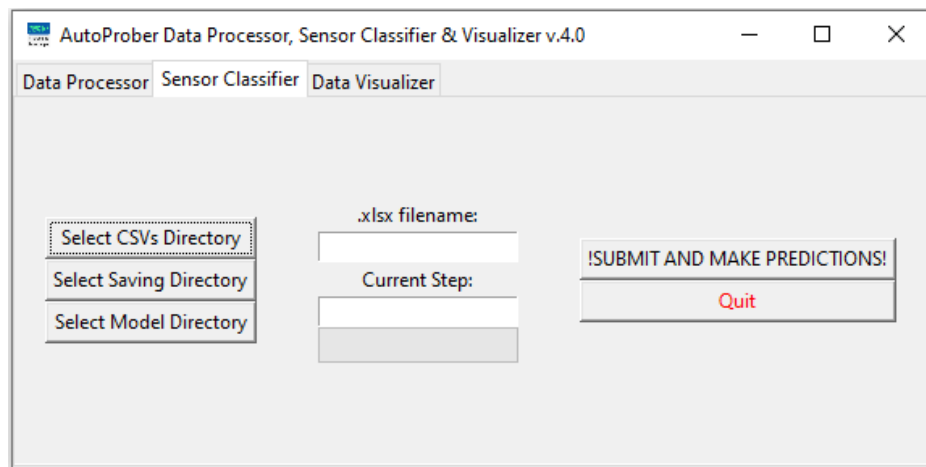 AutoProber Data Processor, Sensor Classifier & Visualizer v.4.0
Data Processor Sensor Classifier Data Visualizer
Select CSVs Directory
Select Saving Directory
Select Model Directory
.xlsx filename:
Current Step:
!SUBMIT AND MAKE PREDICTIONS!
Quit